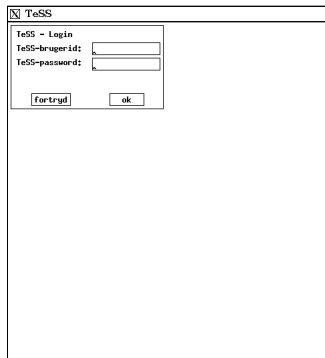 X TeSS
TeSS - Login
TeSS-brugerid:
TeSS-password:
fortryd ok